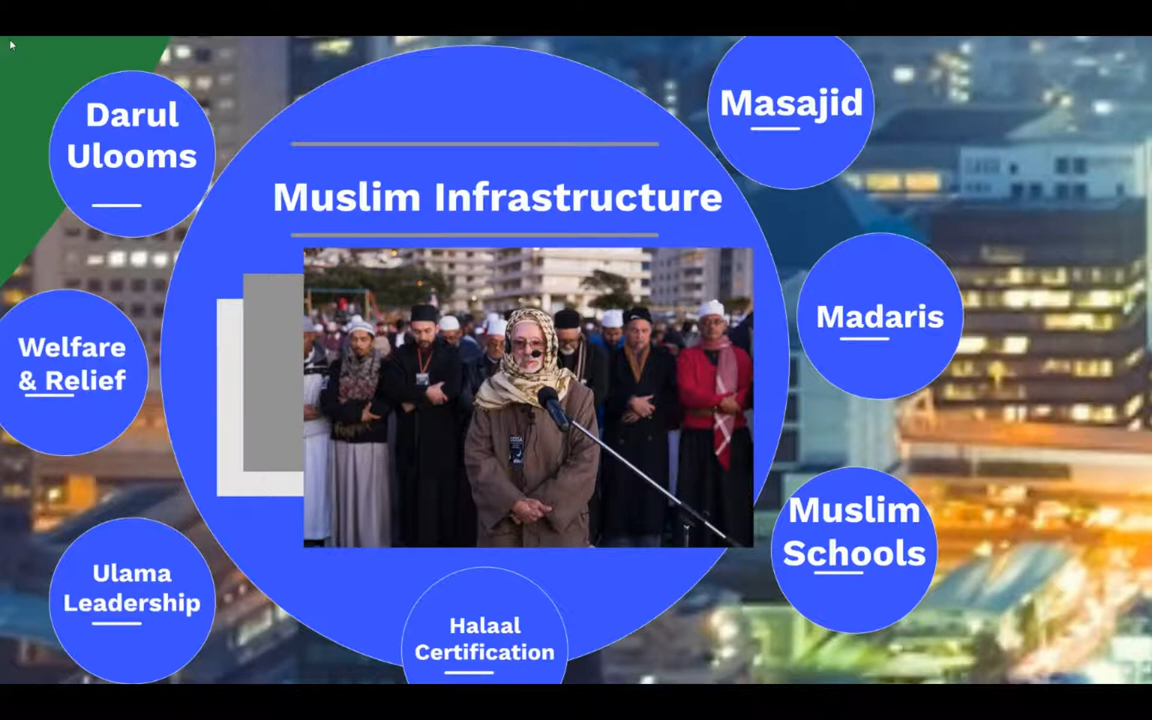 Muslim Infrastructure
Masajid
Madaris
Muslim
Schools
Halaal
Certification
Ulama
Leadership
Welfare
& Relief
Darul
Ulooms